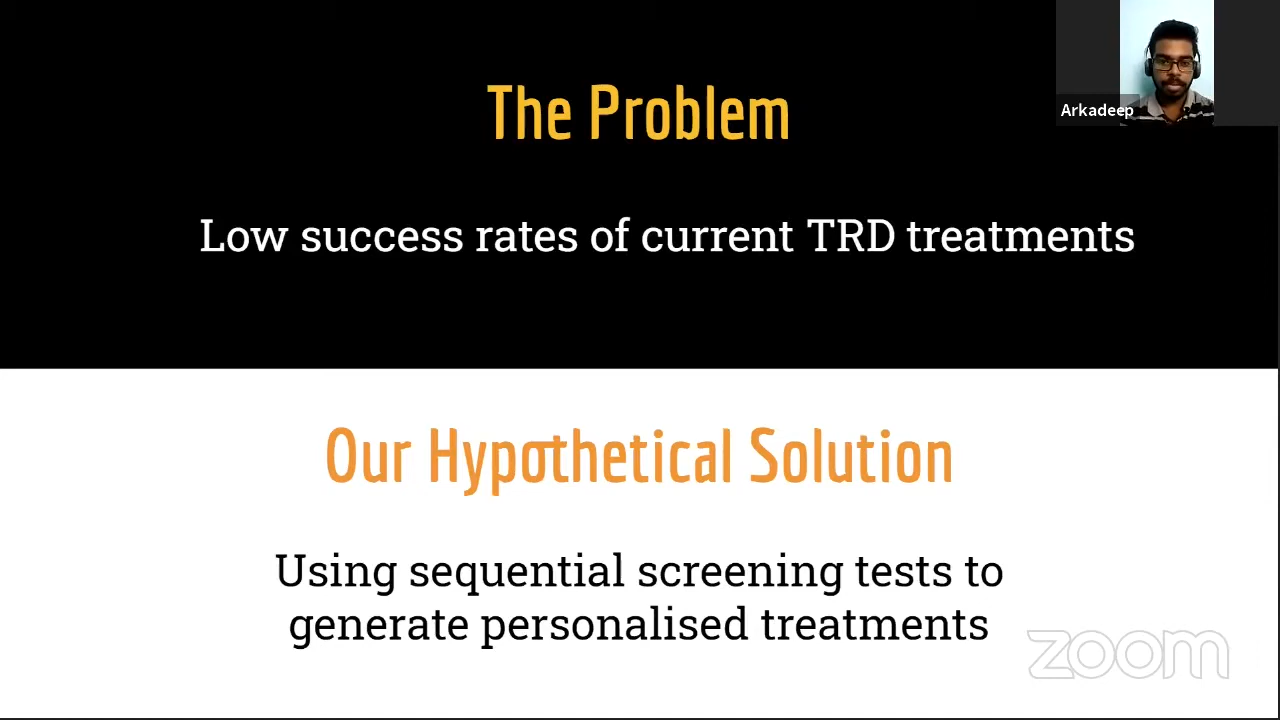 The Problem
Arkadeep
Low success rates of current TRD treatments
Our Hypothetical Solution
Using sequential screening tests to
generate personalised treatments
zoom